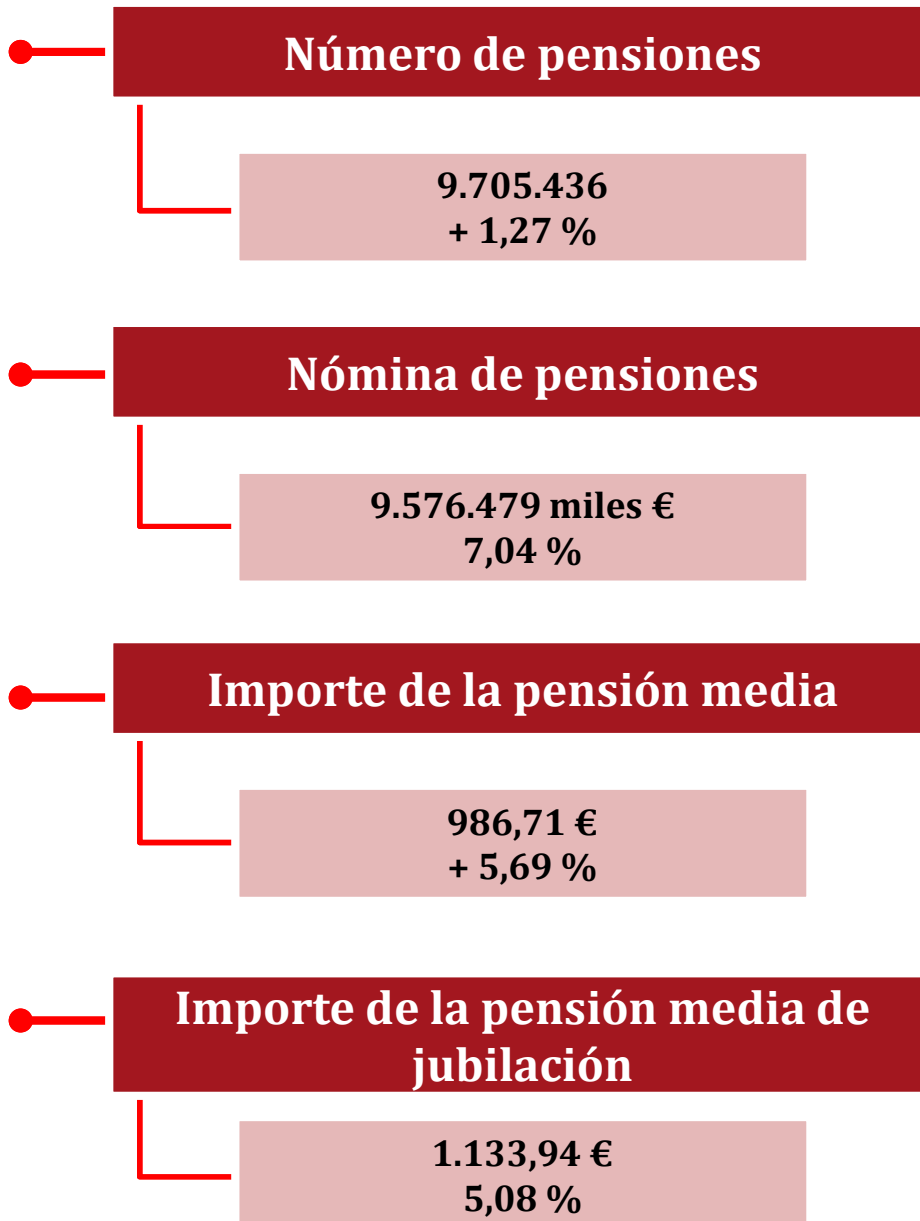 Número de pensiones
9.705.436
+ 1,27 %
Nómina de pensiones
9.576.479 miles €
7,04 %
Importe de la pensión media
986,71 €
+ 5,69 %
Importe de la pensión media de
jubilación
1.133,94 €
5,08 %